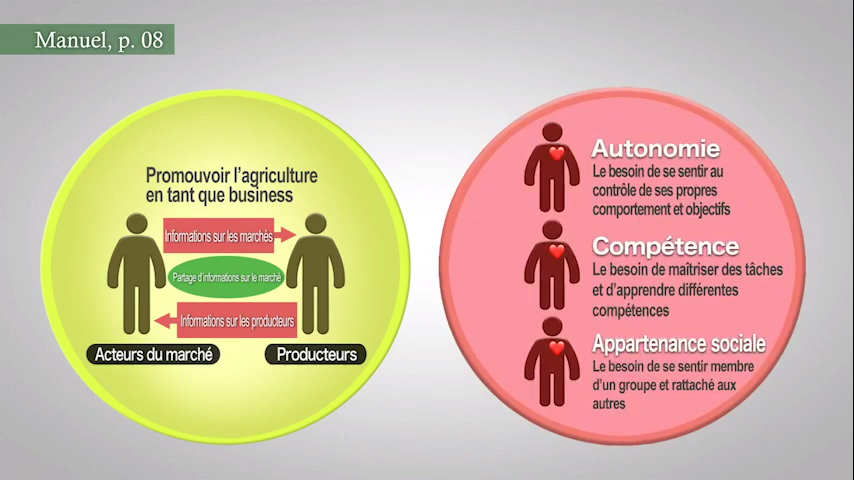 Manuel, p. 08
Promouvoir l'agriculture
en tant que business
Informations sur les marchés
Partage d'informations sur le marché
Informations sur les producteurs
Acteurs du marché
Producteurs
Autonomie
Le besoin de se sentir au
contrôle de ses propres
comportement et objectifs
Compétence
Le besoin de maîtriser des tâches
et d'apprendre différentes
compétences
Appartenance sociale
Le besoin de se sentir membre
d'un groupe et rattaché aux
autres